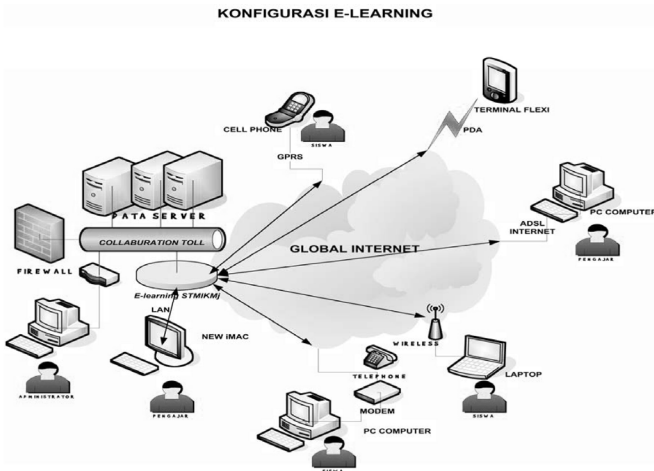 KONFIGURASI E-LEARNING
TERMINAL FLEXI
CELL PHONE
SISWA
PDA
GPRS
DATA SERVER
ADSL
INTERNET
PC COMPUTER
COLLABURATION TOLL
GLOBAL INTERNET
PENGAJAR
FIREWALL
E-learning STMIKMj
LAN
NEW iMAC
WIRELESS
TELEPHONE
LAPTOP
ADMINISTRATOR
PENGAJAR
MODEM
SISWA
PC COMPUTER
SISWA